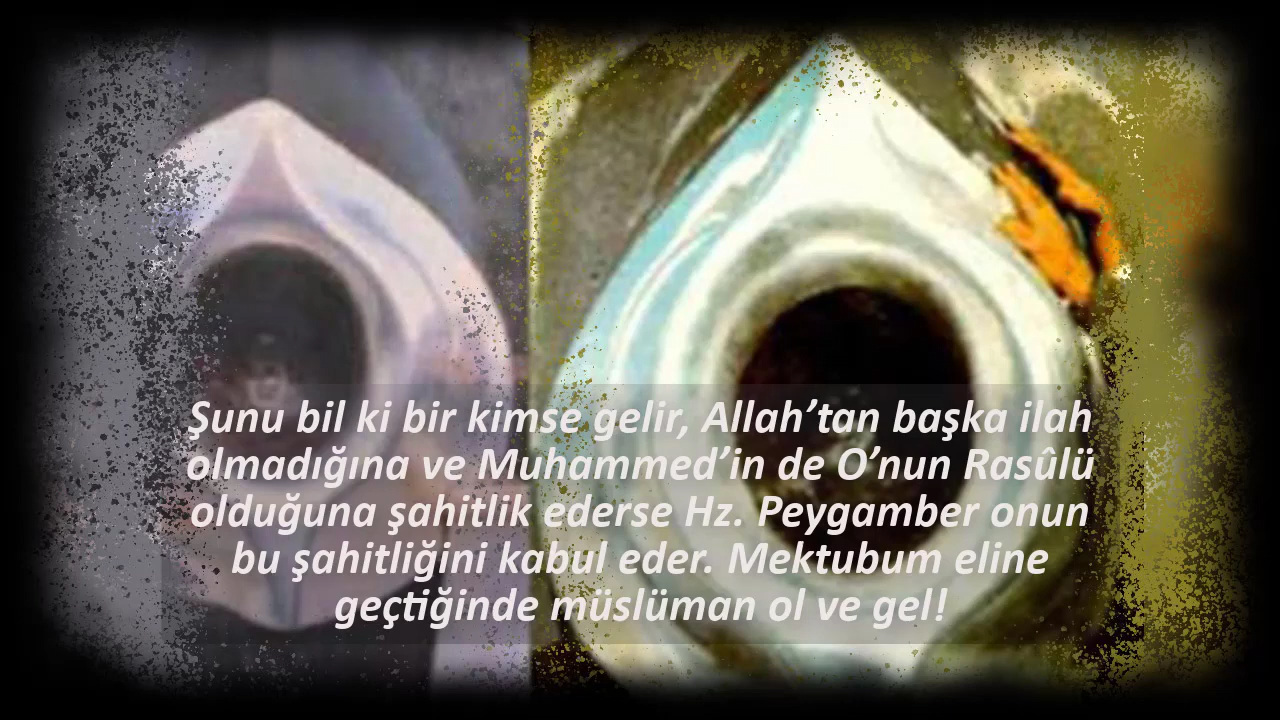 Şunu bil ki bir kimse gelir, Allah’tan başka ilah
olmadığına ve Muhammed’in de O’nun Rasûlü
olduğuna şahitlik ederse Hz. Peygamber onun
bu şahitliğini kabul eder. Mektubum eline
geçtiğinde müslüman ol ve gel!